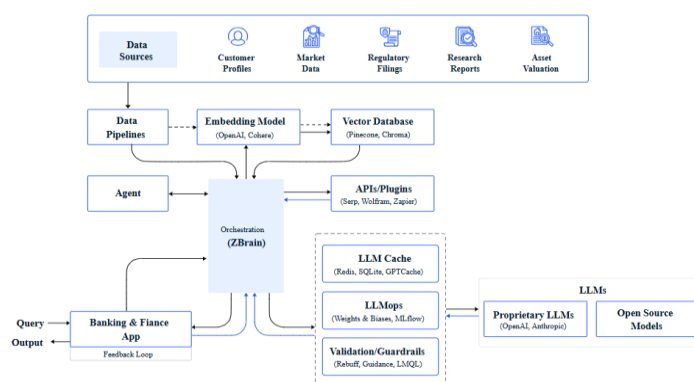 Data
Sources
Customer
Profiles
Market
Data
Regulatory
Filings
Research
Reports
Asset
Valuation
Data
Pipelines
Embedding Model
(OpenAI, Cohere)
Vector Database
(Pinecone, Chroma)
Agent
Orchestration
(ZBrain)
APIs/Plugins
(Serp, Wolfram, Zapier)
LLM Cache
(Redis, SQLite, GPTCache)
LLMops
(Weights & Biases, MLflow)
Validation/Guardrails
(Rebuff, Guidance, LMQL)
LLMs
Proprietary LLMs
(OpenAI, Anthropic)
Open Source
Models
Query
Output
Banking & Fiance
App
Feedback Loop